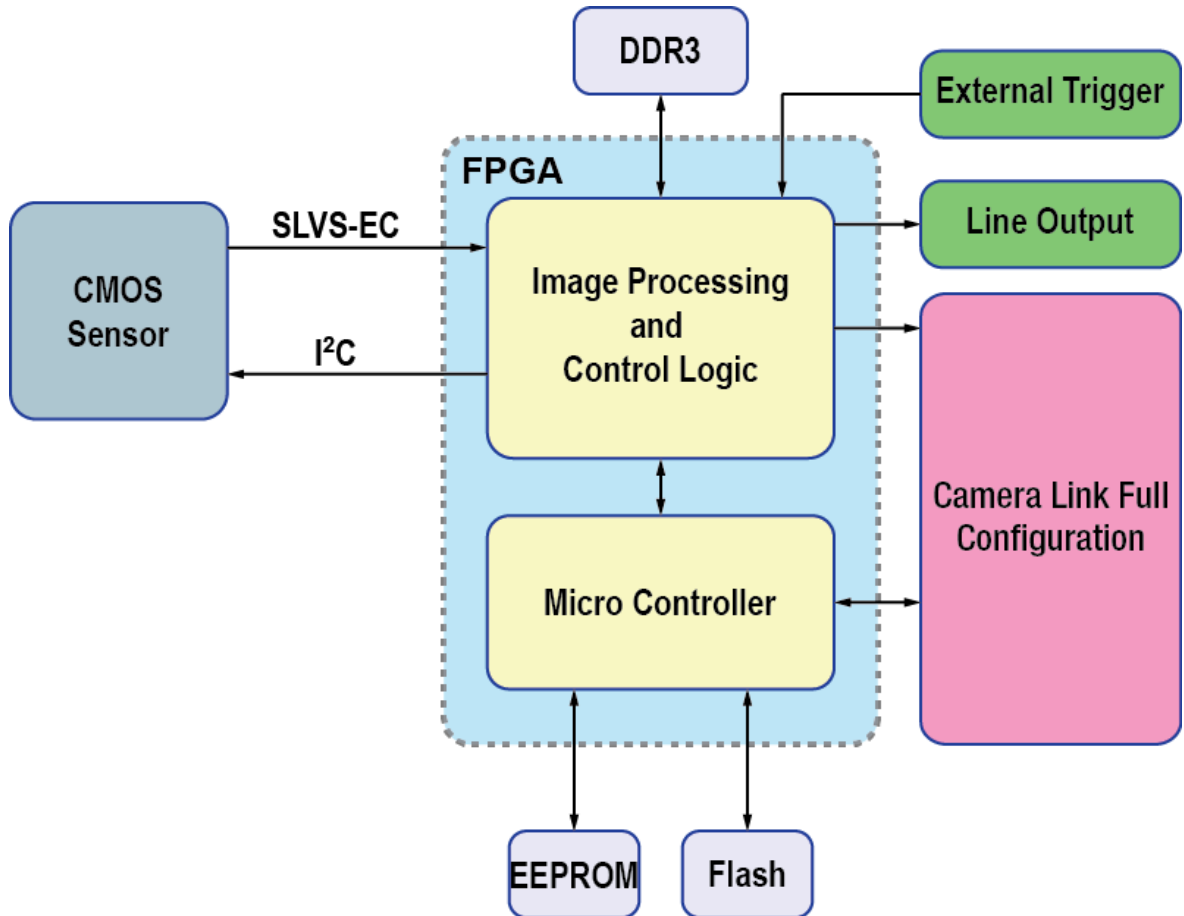 DDR3
External Trigger
FPGA
SLVS-EC
Line Output
CMOS
Sensor
Image Processing
and
Control Logic
I²C
Camera Link Full
Configuration
Micro Controller
EEPROM
Flash